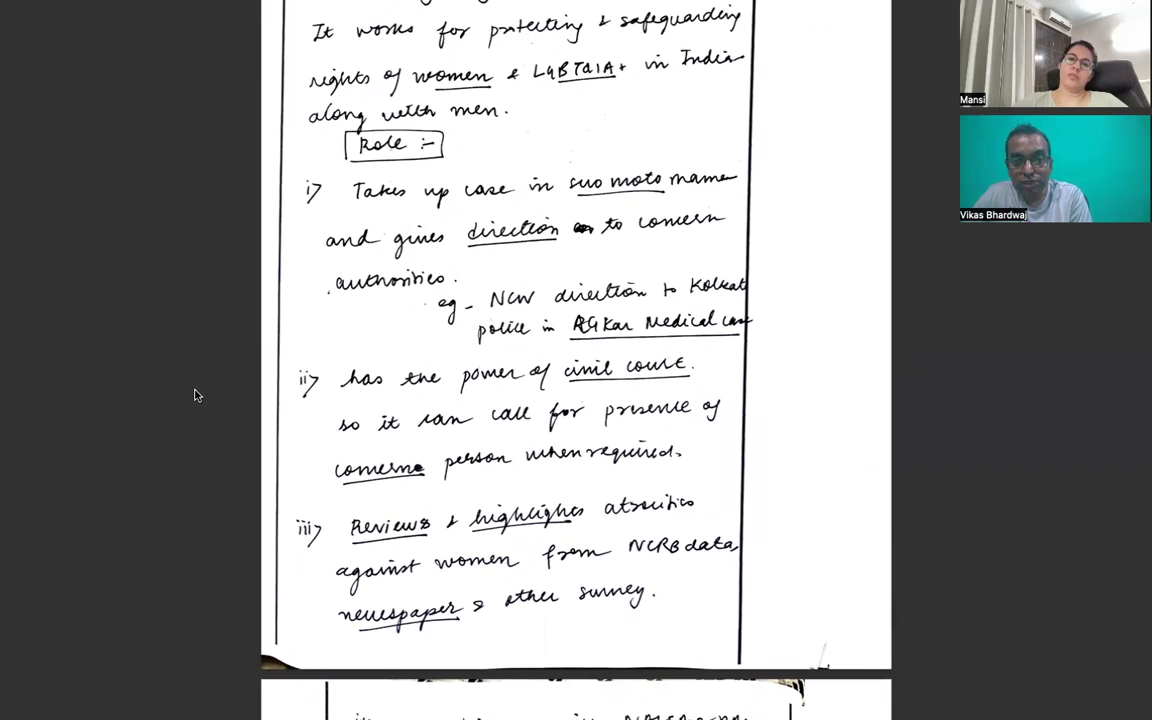 It works for protecting & safeguarding
rights of women & LGBTQIA+ in India
along with men.
Role :-
i) Takes up case in suo moto manner
and gives direction to concern
authorities.
eg - NCW direction to Kolkata
police in RG Kar Medical case
ii) has the power of civil court.
so it can call for presence of
concern person when required.
iii) Reviews & highlights atrocities
against women from NCRB data,
newspaper & other survey.
Mansi
Vikas Bhardwaj